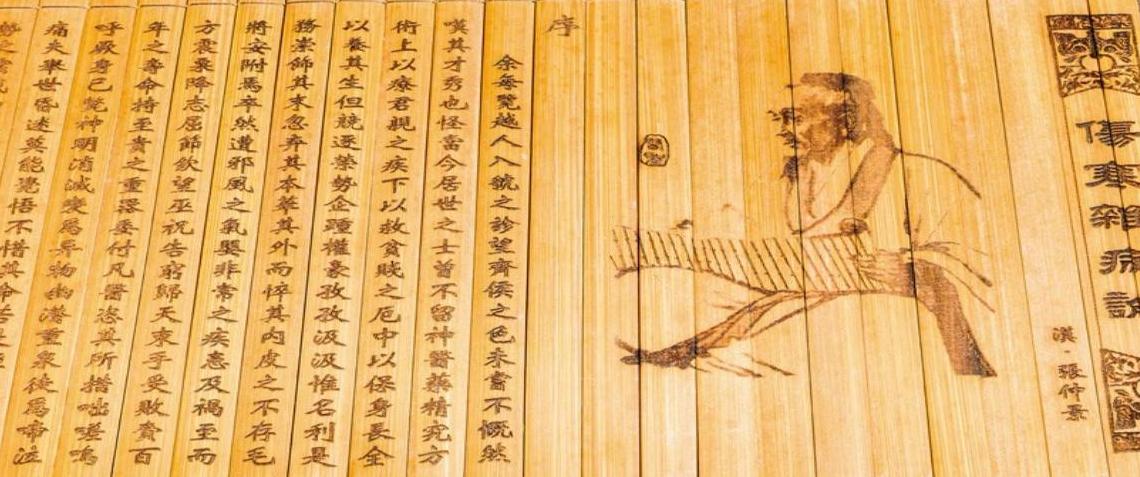 傷寒雜病論
漢·張仲景
序
余每覽越人入虢之診望齊侯之色未嘗不慨然
嘆其才秀也怪當今居世之士曾不留神醫藥精究方
術上以療君親之疾下以救貧賤之厄中以保身長全
以養其生但競逐榮勢企踵權豪孜孜汲汲惟名利是
務崇飾其末忽棄其本華其外而悴其內皮之不存毛
將安附焉卒然遭邪風之氣嬰非常之疾患及禍至而
方震栗降志屈節欽望巫祝告窮歸天束手受敗賫百
年之壽命持至貴之重器委付凡醫恣其所措咄嗟嗚
呼厥身已斃神明消滅變為異物幽潛重泉徒為啼泣
痛夫舉世昏迷莫能覺悟不惜其命若是